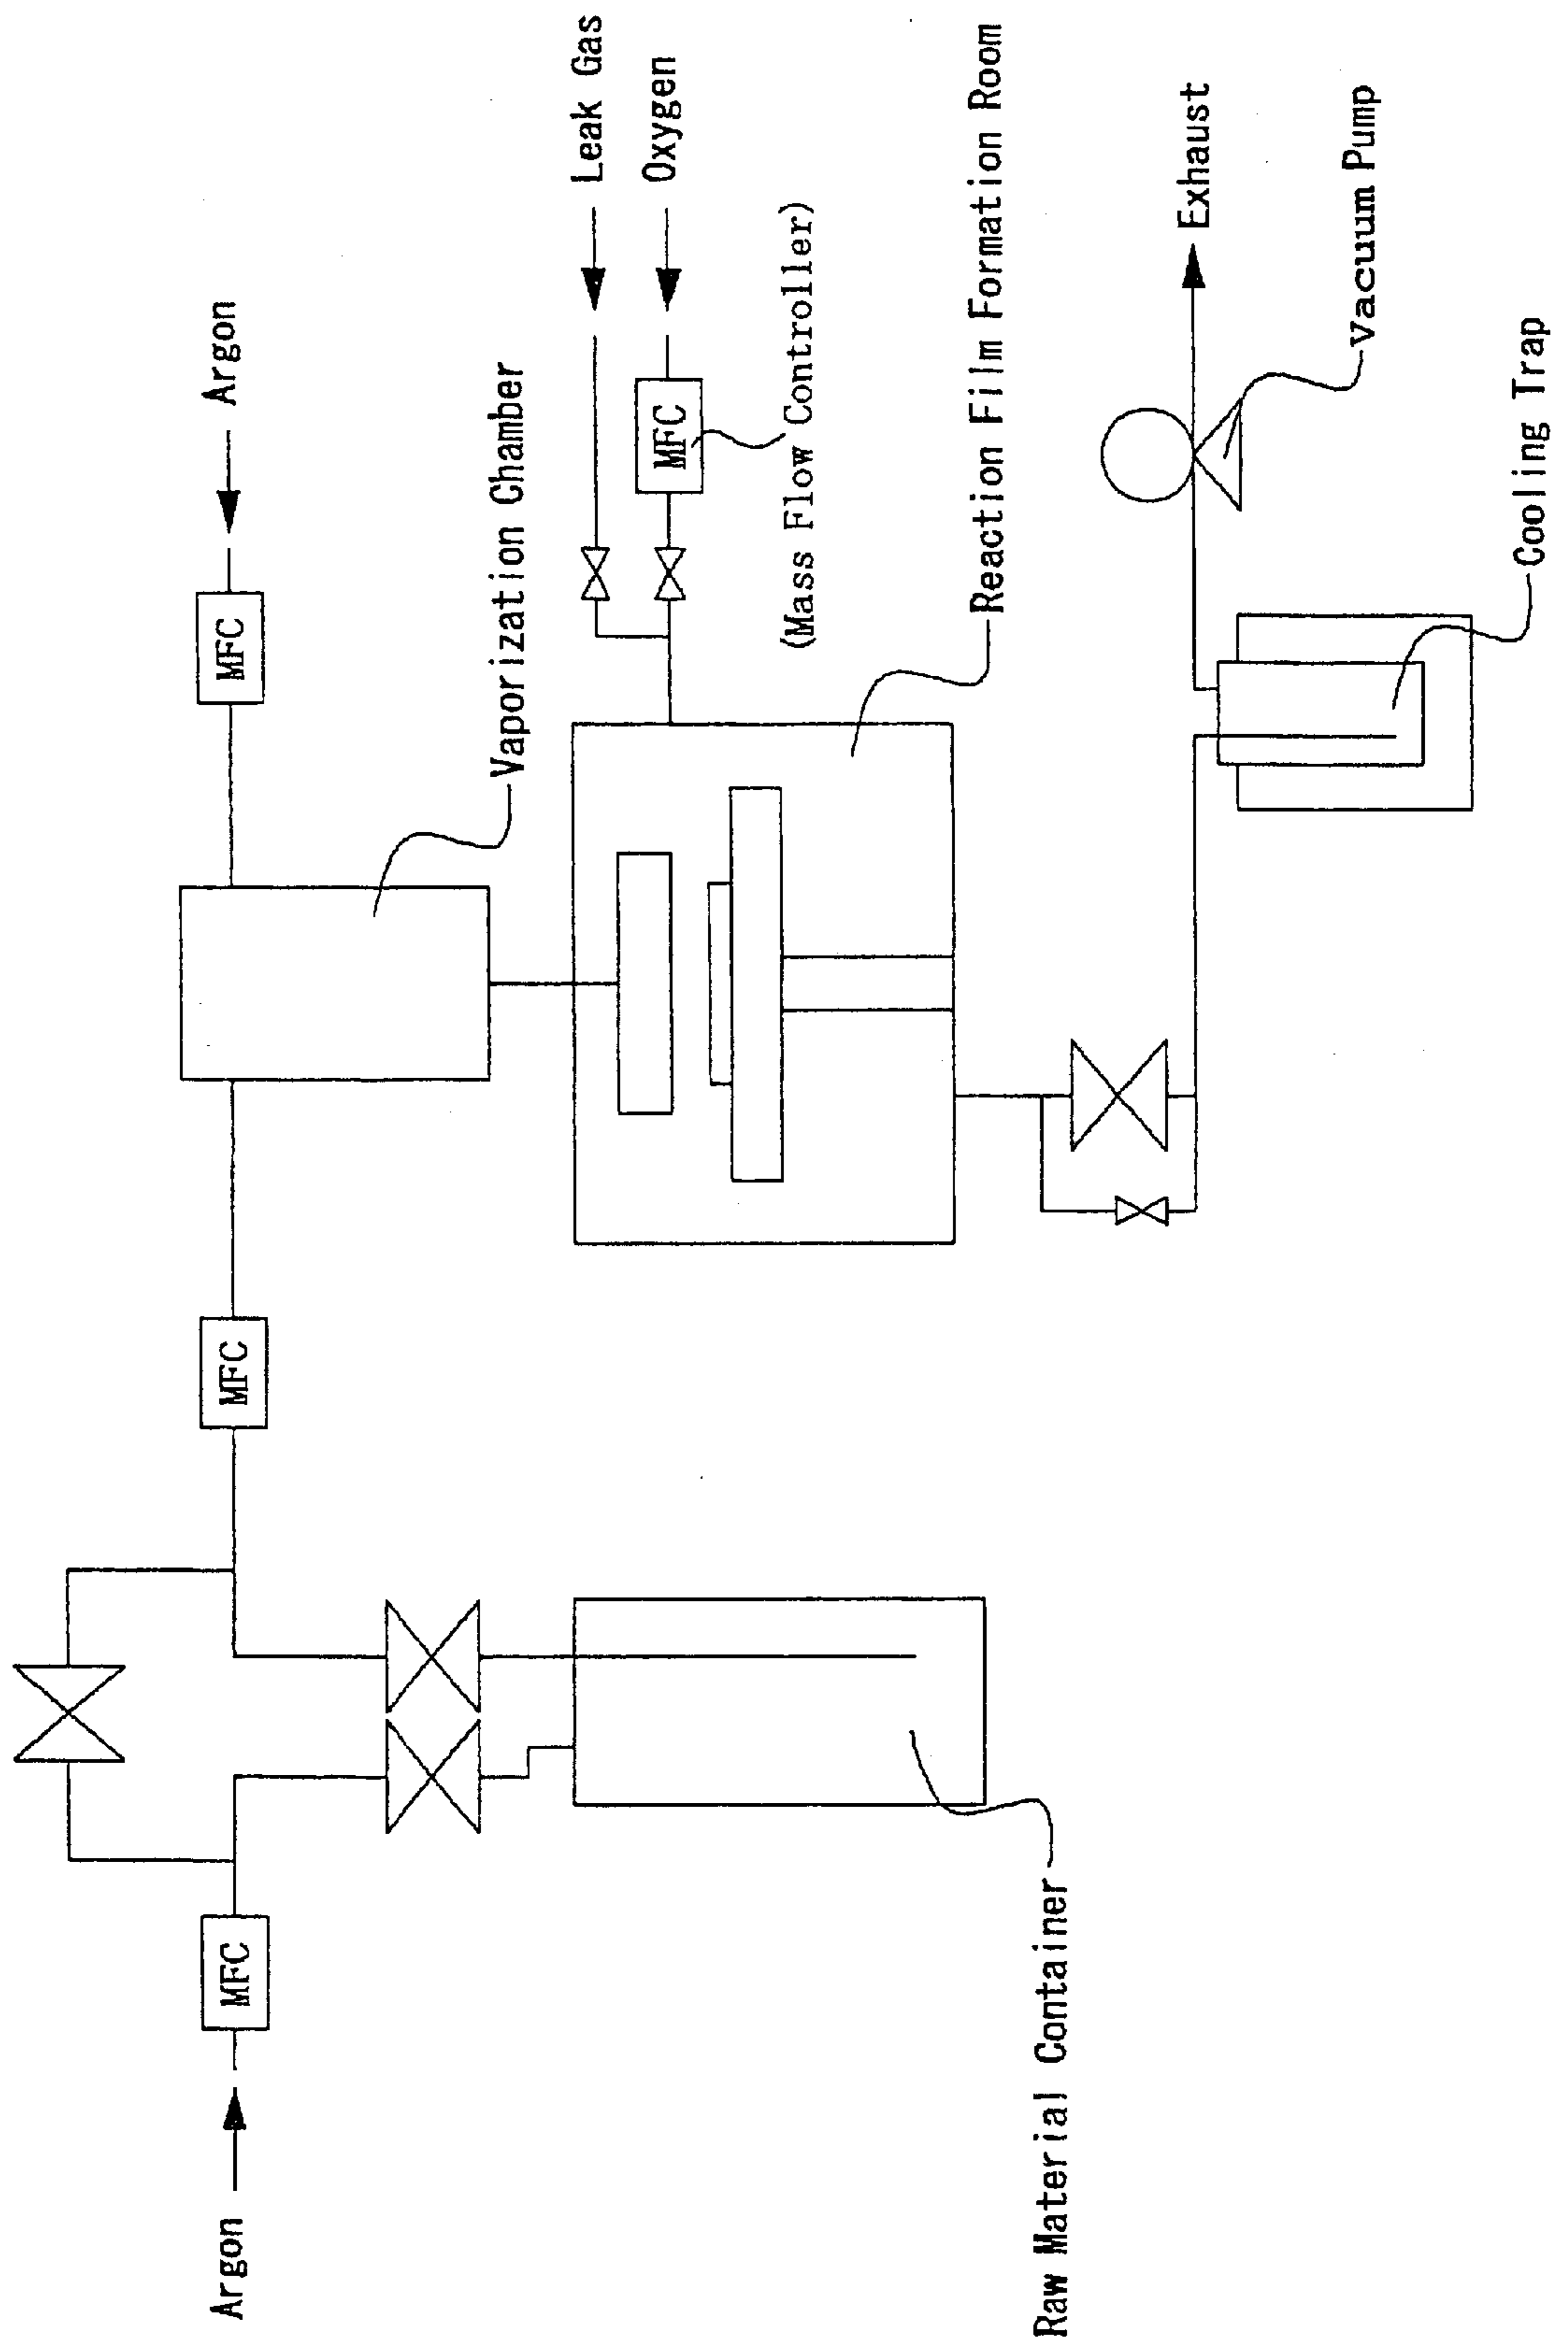 Argon
MFC
MFC
MFC
Argon
Vaporization Chamber
Leak Gas
Oxygen
MFC
(Mass Flow Controller)
Reaction Film Formation Room
Raw Material Container
Exhaust
Vacuum Pump
Cooling Trap